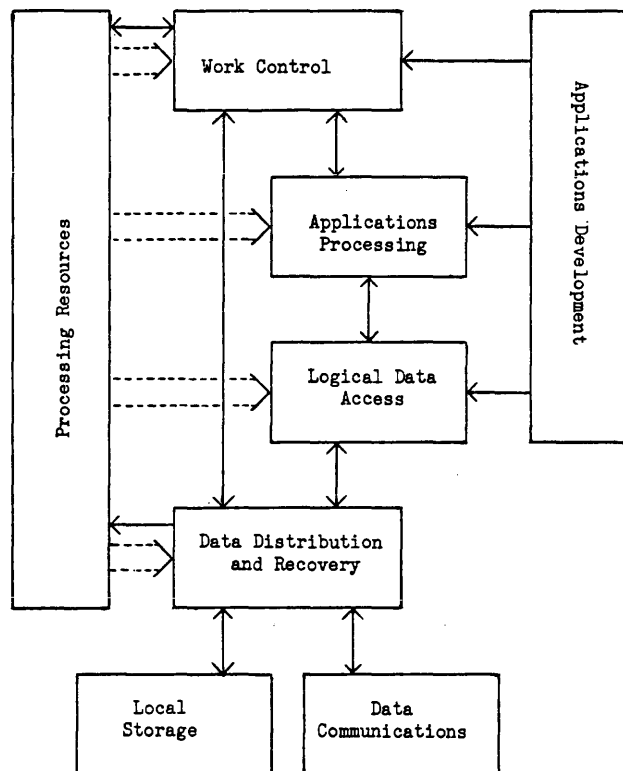 Work Control
Applications
Processing
Logical Data
Access
Data Distribution
and Recovery
Local
Storage
Data
Communications
Processing Resources
Applications Development